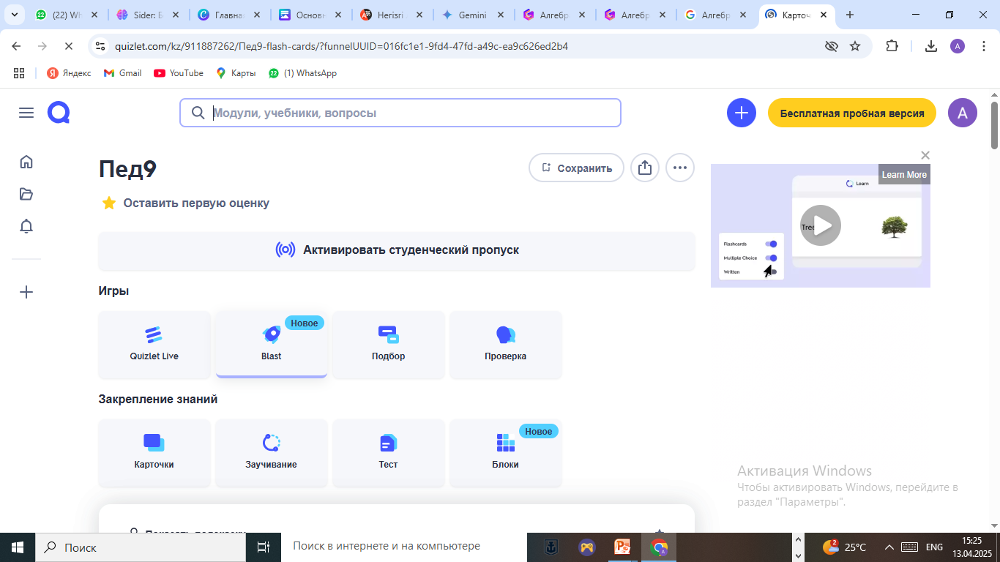 (22) Wh
Sider: Б
Главна
Основ
Herisri
Gemini
Алгебр
Алгебр
Алгебр
Карточ
quizlet.com/kz/911887262/Пед9-flash-cards/?funnelUUID=016fc1e1-9fd4-47fd-a49c-ea9c626ed2b4
A
Яндекс
Gmail
YouTube
Карты
(1) WhatsApp
Модули, учебники, вопросы
Бесплатная пробная версия
A
Пед9
Сохранить
Оставить первую оценку
Learn More
Learn
Tree
Flashcards
Multiple Choice
Written
Активировать студенческий пропуск
Игры
Новое
Quizlet Live
Blast
Подбор
Проверка
Закрепление знаний
Новое
Карточки
Заучивание
Тест
Блоки
Активация Windows
Чтобы активировать Windows, перейдите в
раздел "Параметры".
Показать подсказку
Поиск
Поиск в интернете и на компьютере
2
25°C
ENG
15:25
13.04.2025